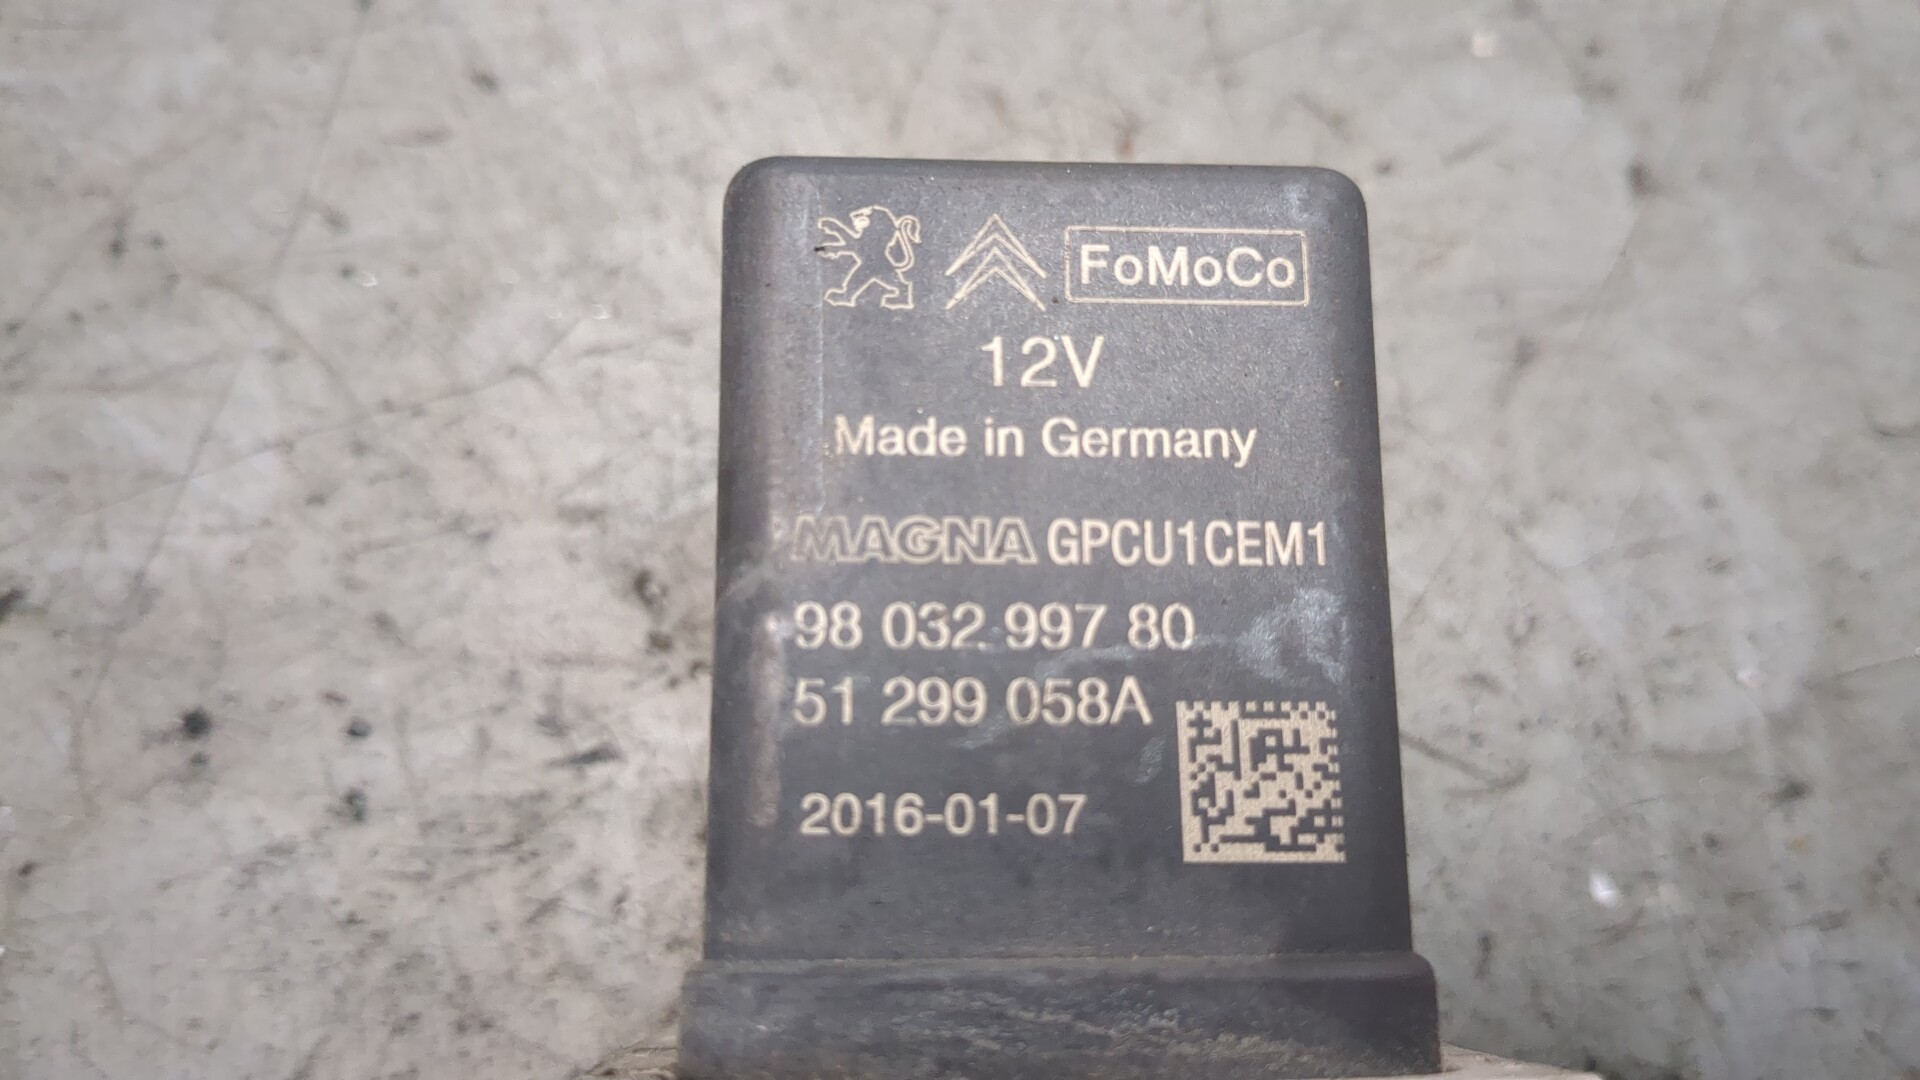 FoMoCo
12V
Made in Germany
MAGNA GPCU1CEM1
98 032 997 80
51 299 058A
2016-01-07